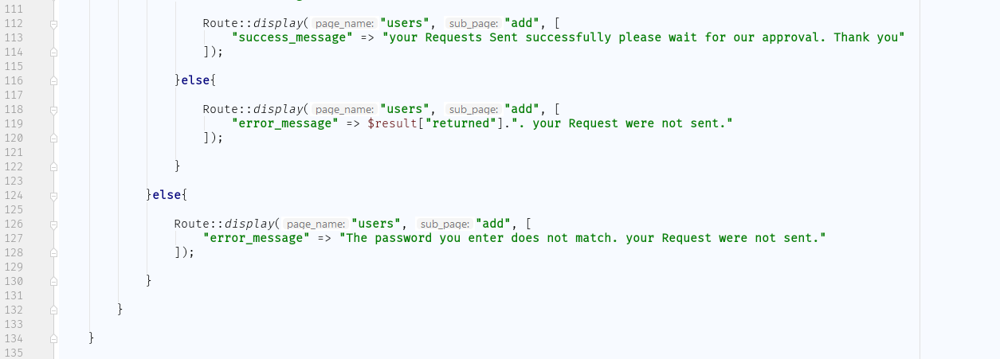 111
112 Route::display( page_name: "users", sub_page: "add", [
113 "success_message" => "your Requests Sent successfully please wait for our approval. Thank you"
114 ]);
115
116 }else{
117
118 Route::display( page_name: "users", sub_page: "add", [
119 "error_message" => $result["returned"].". your Request were not sent."
120 ]);
121
122 }
123
124 }else{
125
126 Route::display( page_name: "users", sub_page: "add", [
127 "error_message" => "The password you enter does not match. your Request were not sent."
128 ]);
129
130 }
131
132 }
133
134 }
135